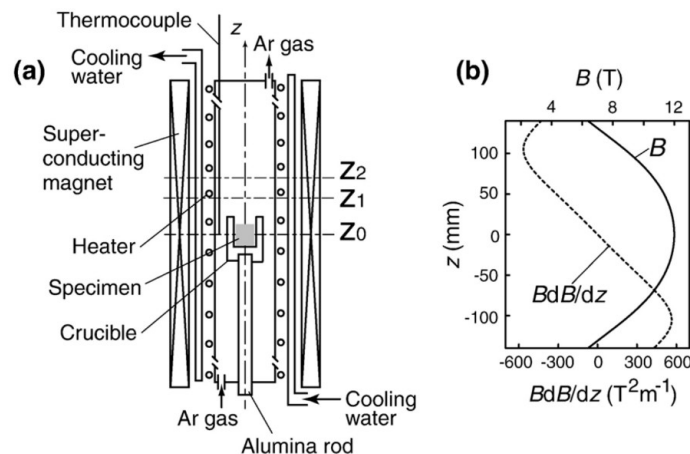 Thermocouple
z
Ar gas
Cooling
water
(a)
Super-
conducting
magnet
Z2
Z1
Z0
Heater
Specimen
Crucible
Ar gas
Cooling
water
Alumina rod
(b)
B (T)
4 8 12
B
BdB/dz
z (mm)
100
50
0
-50
-100
-600 -300 0 300 600
BdB/dz (T²m⁻¹)